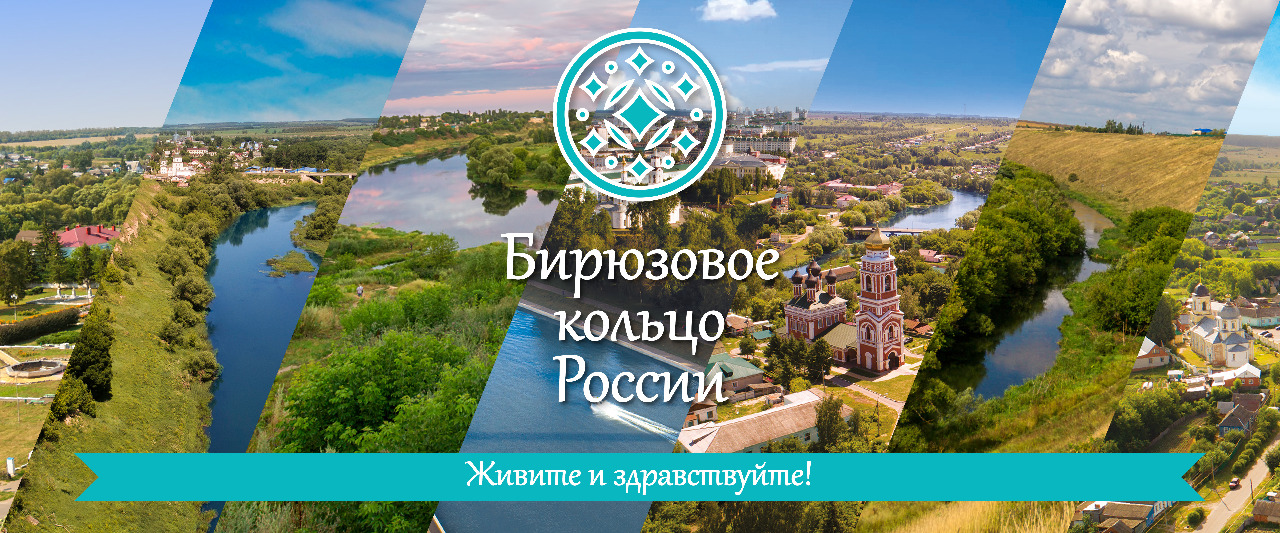 Бирюзовое
кольцо
России
Живите и здравствуйте!